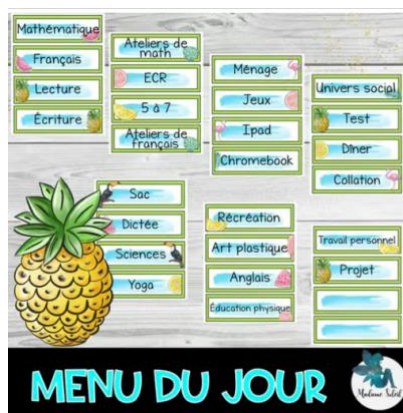 Mathématique
Français
Lecture
Écriture
Ateliers de
math
ECR
5 à 7
Ateliers de
français
Ménage
Jeux
Ipad
Chromebook
Univers social
Test
Dîner
Collation
Sac
Dictée
Sciences
Yoga
Récréation
Art plastique
Anglais
Éducation physique
Travail personnel
Projet
MENU DU JOUR
Madame Soleil